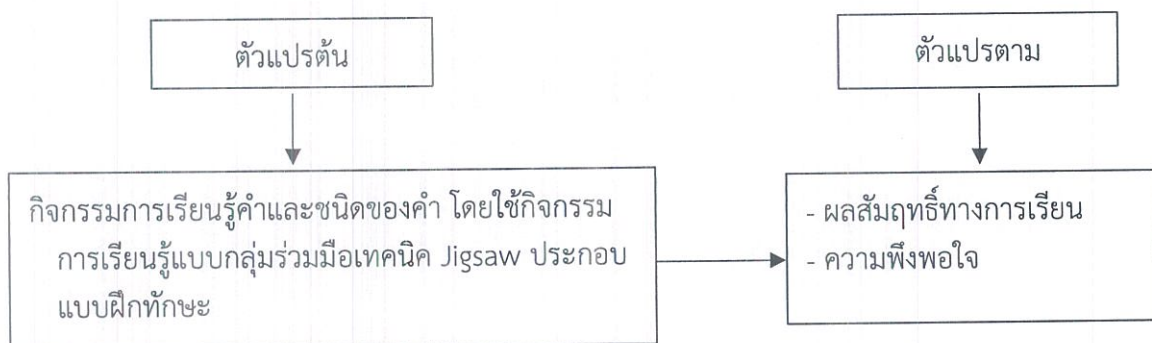 ตัวแปรต้น
ตัวแปรตาม
กิจกรรมการเรียนรู้คำและชนิดของคำ โดยใช้กิจกรรม
การเรียนรู้แบบกลุ่มร่วมมือเทคนิค Jigsaw ประกอบ
แบบฝึกทักษะ
- ผลสัมฤทธิ์ทางการเรียน
- ความพึงพอใจ